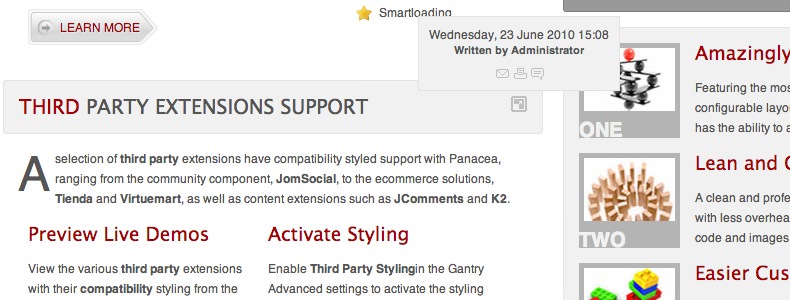 LEARN MORE
Smartloading
Wednesday, 23 June 2010 15:08
Written by Administrator
THIRD PARTY EXTENSIONS SUPPORT
A selection of third party extensions have compatibility styled support with Panacea,
ranging from the community component, JomSocial, to the ecommerce solutions,
Tienda and Virtuemart, as well as content extensions such as JComments and K2.
Preview Live Demos
View the various third party extensions
with their compatibility styling from the
Activate Styling
Enable Third Party Stylingin the Gantry
Advanced settings to activate the styling
ONE
Amazingly
Featuring the mos
configurable layou
has the ability to a
TWO
Lean and C
A clean and profe
with less overhea
code and images
Easier Cus